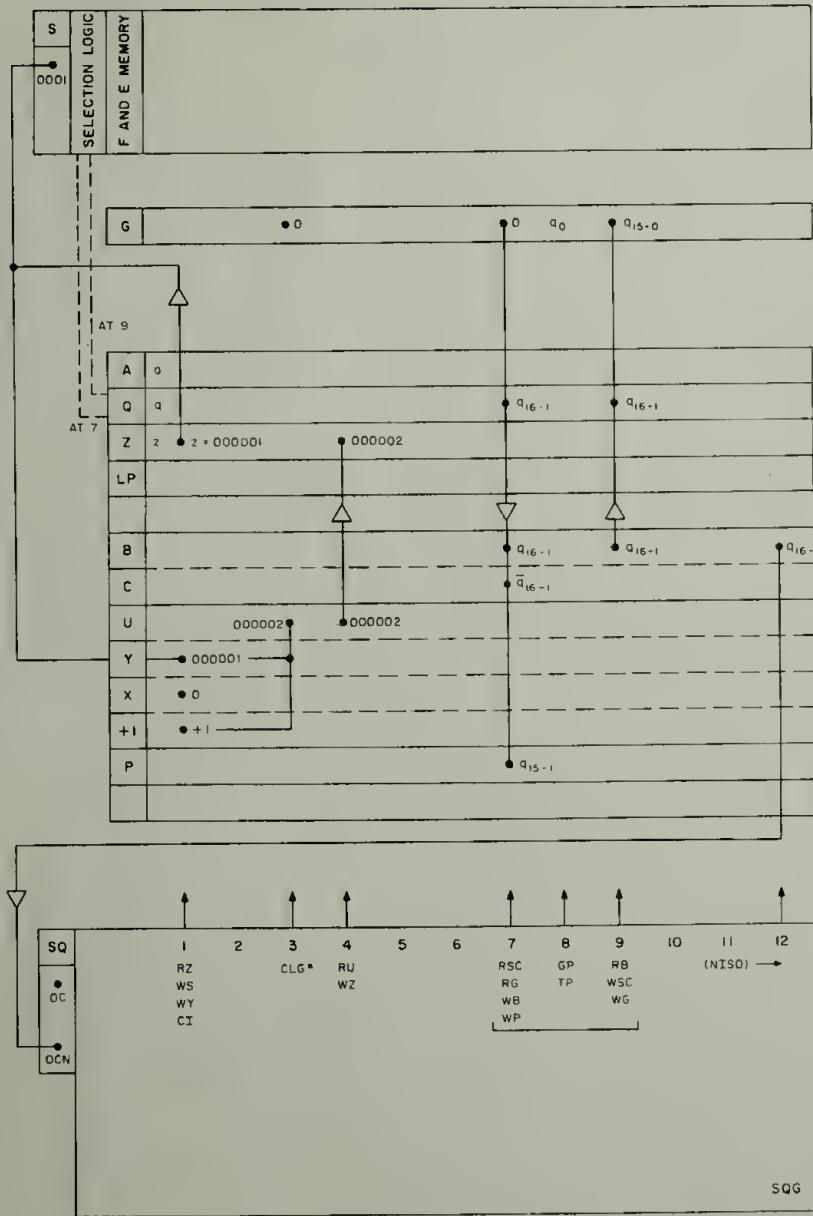 S
SELECTION LOGIC
F AND E MEMORY
0001
G
0
0
q0
q15-0
AT 9
AT 7
A
a
Q
q
q16-1
q16-1
Z
z
z = 000001
000002
LP
B
q16-1
q16-1
C
q̅16-1
U
000002
000002
Y
000001
X
0
+1
+1
P
q15-1
SQ
OC
OCN
1 2 3 4 5 6 7 8 9 10 11 12
RZ CLG* RU RSC GP RB (NISQ)
WS WZ RG TP WSC
WY WB WG
CI WP
SQG